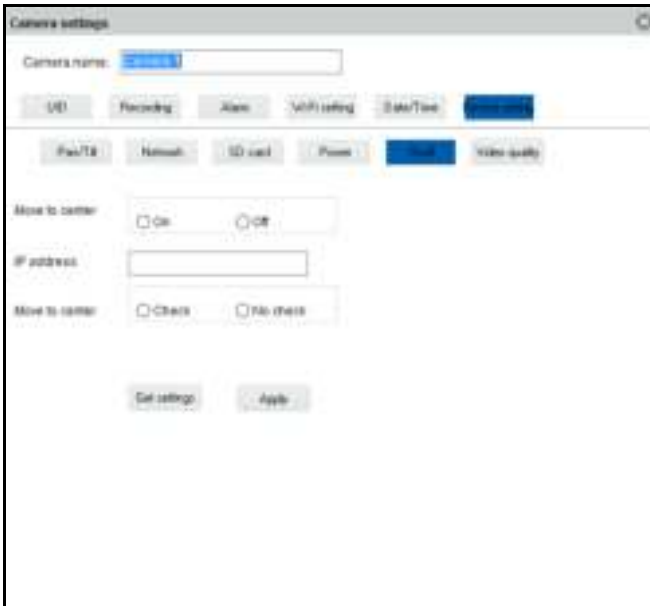 Camera settings
Camera name:
UID Recording Alarm WiFi setting Date/Time
Pan/Tilt Network SD card Power Video quality
Move to center On Off
IP address
Move to center Check No check
Get settings Apply